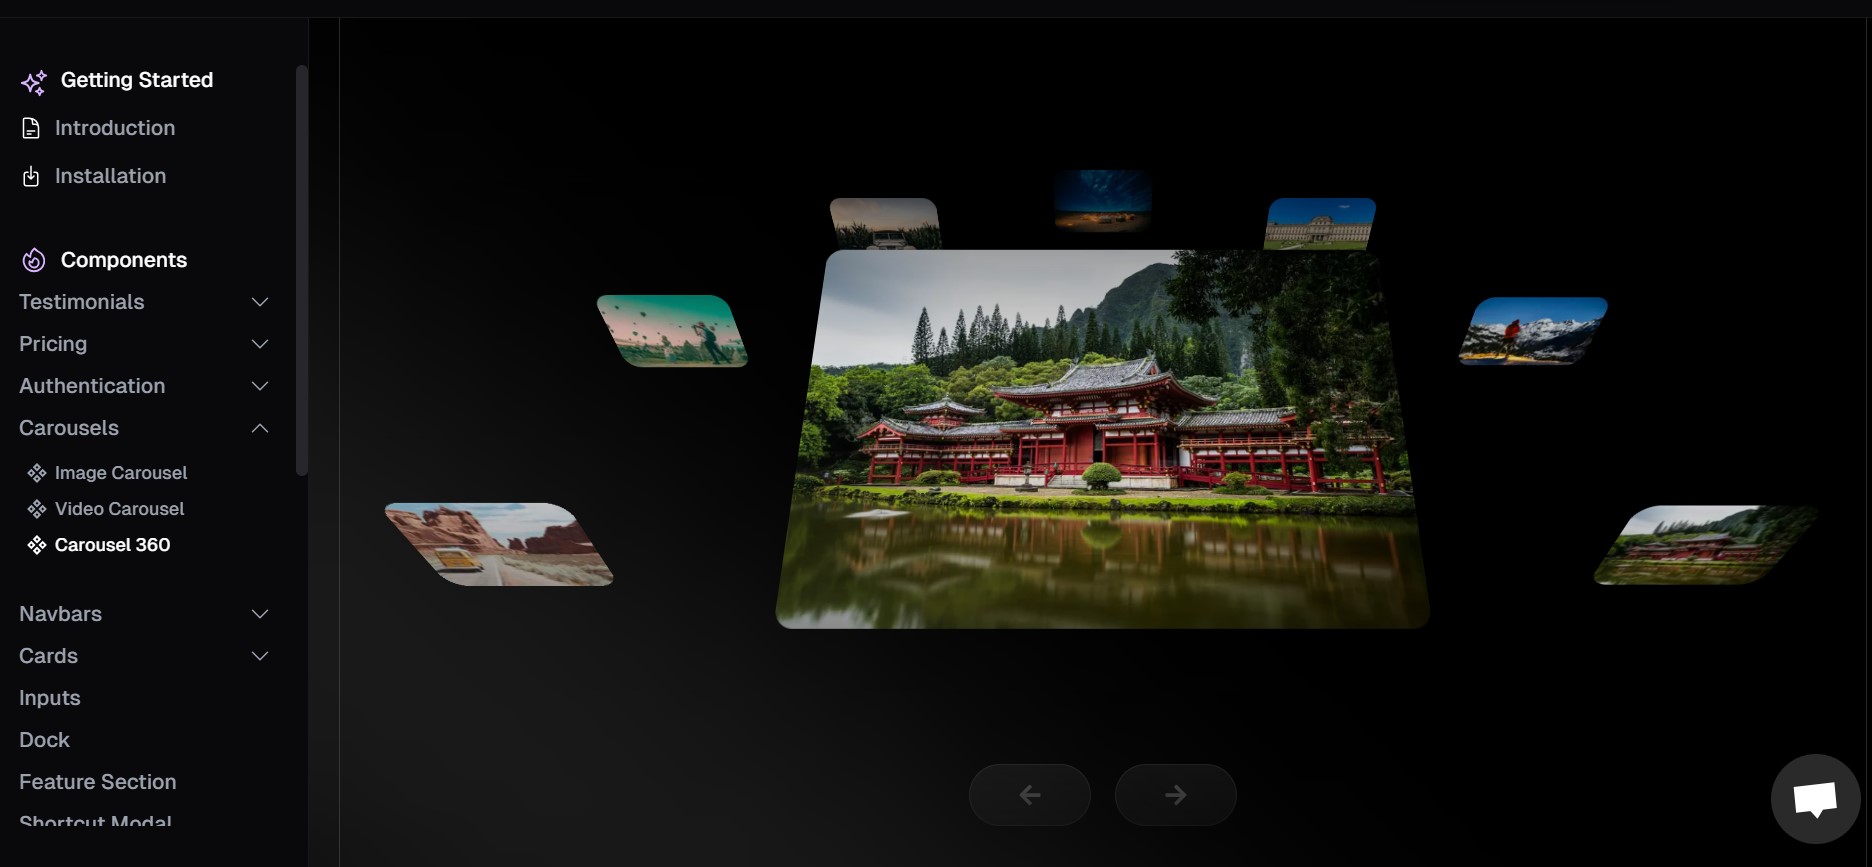 Getting Started
Introduction
Installation
Components
Testimonials
Pricing
Authentication
Carousels
Image Carousel
Video Carousel
Carousel 360
Navbars
Cards
Inputs
Dock
Feature Section
Shortcut Modal